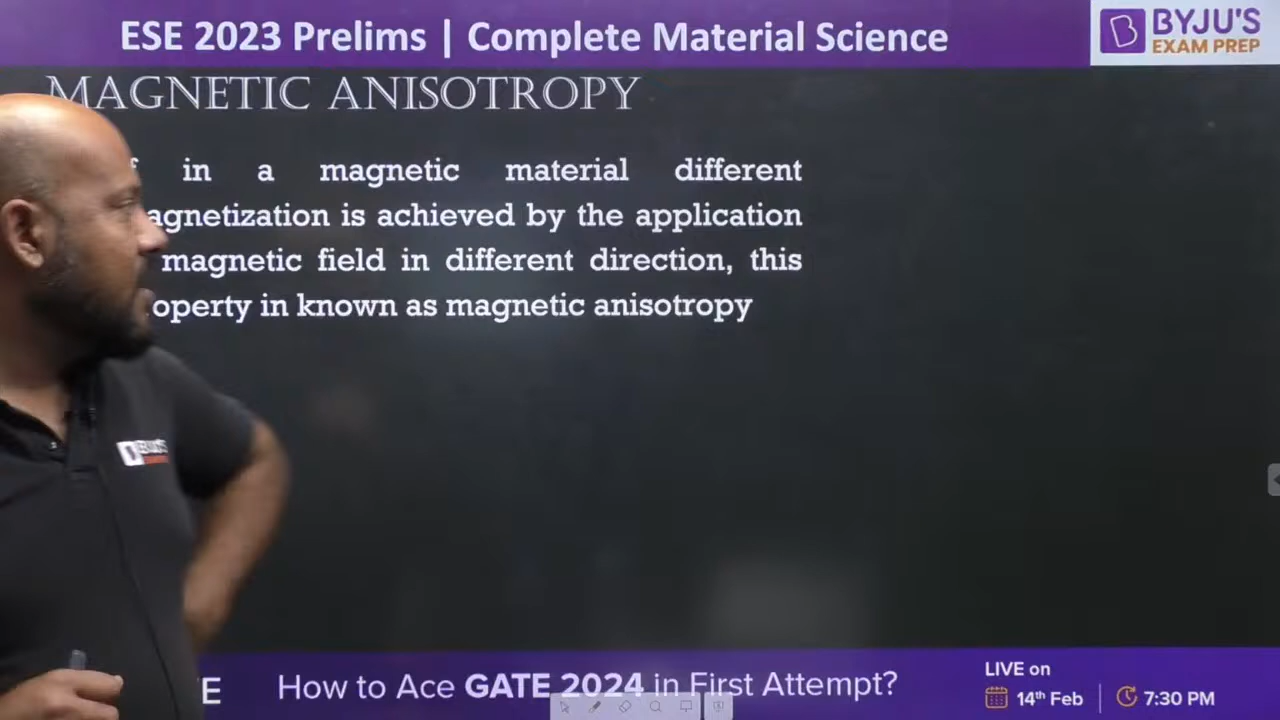 ESE 2023 Prelims | Complete Material Science
BYJU'S
EXAM PREP
MAGNETIC ANISOTROPY
in a magnetic material different
agnetization is achieved by the application
magnetic field in different direction, this
operty in known as magnetic anisotropy
E How to Ace GATE 2024 in First Attempt?
LIVE on
14th Feb | 7:30 PM